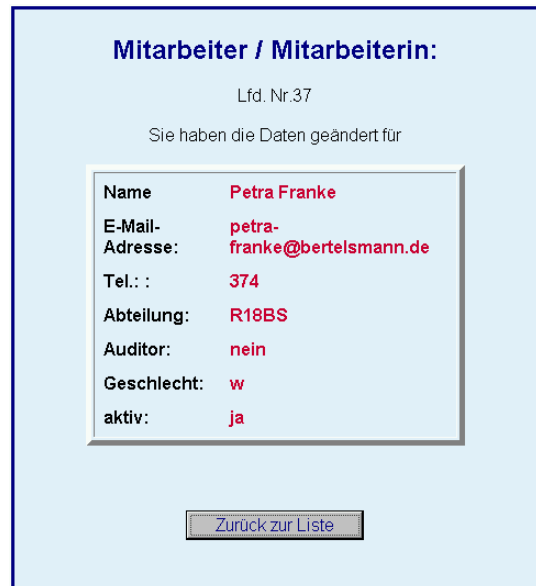 Mitarbeiter / Mitarbeiterin:
Lfd. Nr.37
Sie haben die Daten geändert für
Name Petra Franke
E-Mail- petra-
Adresse: franke@bertelsmann.de
Tel.: : 374
Abteilung: R18BS
Auditor: nein
Geschlecht: w
aktiv: ja
Zurück zur Liste